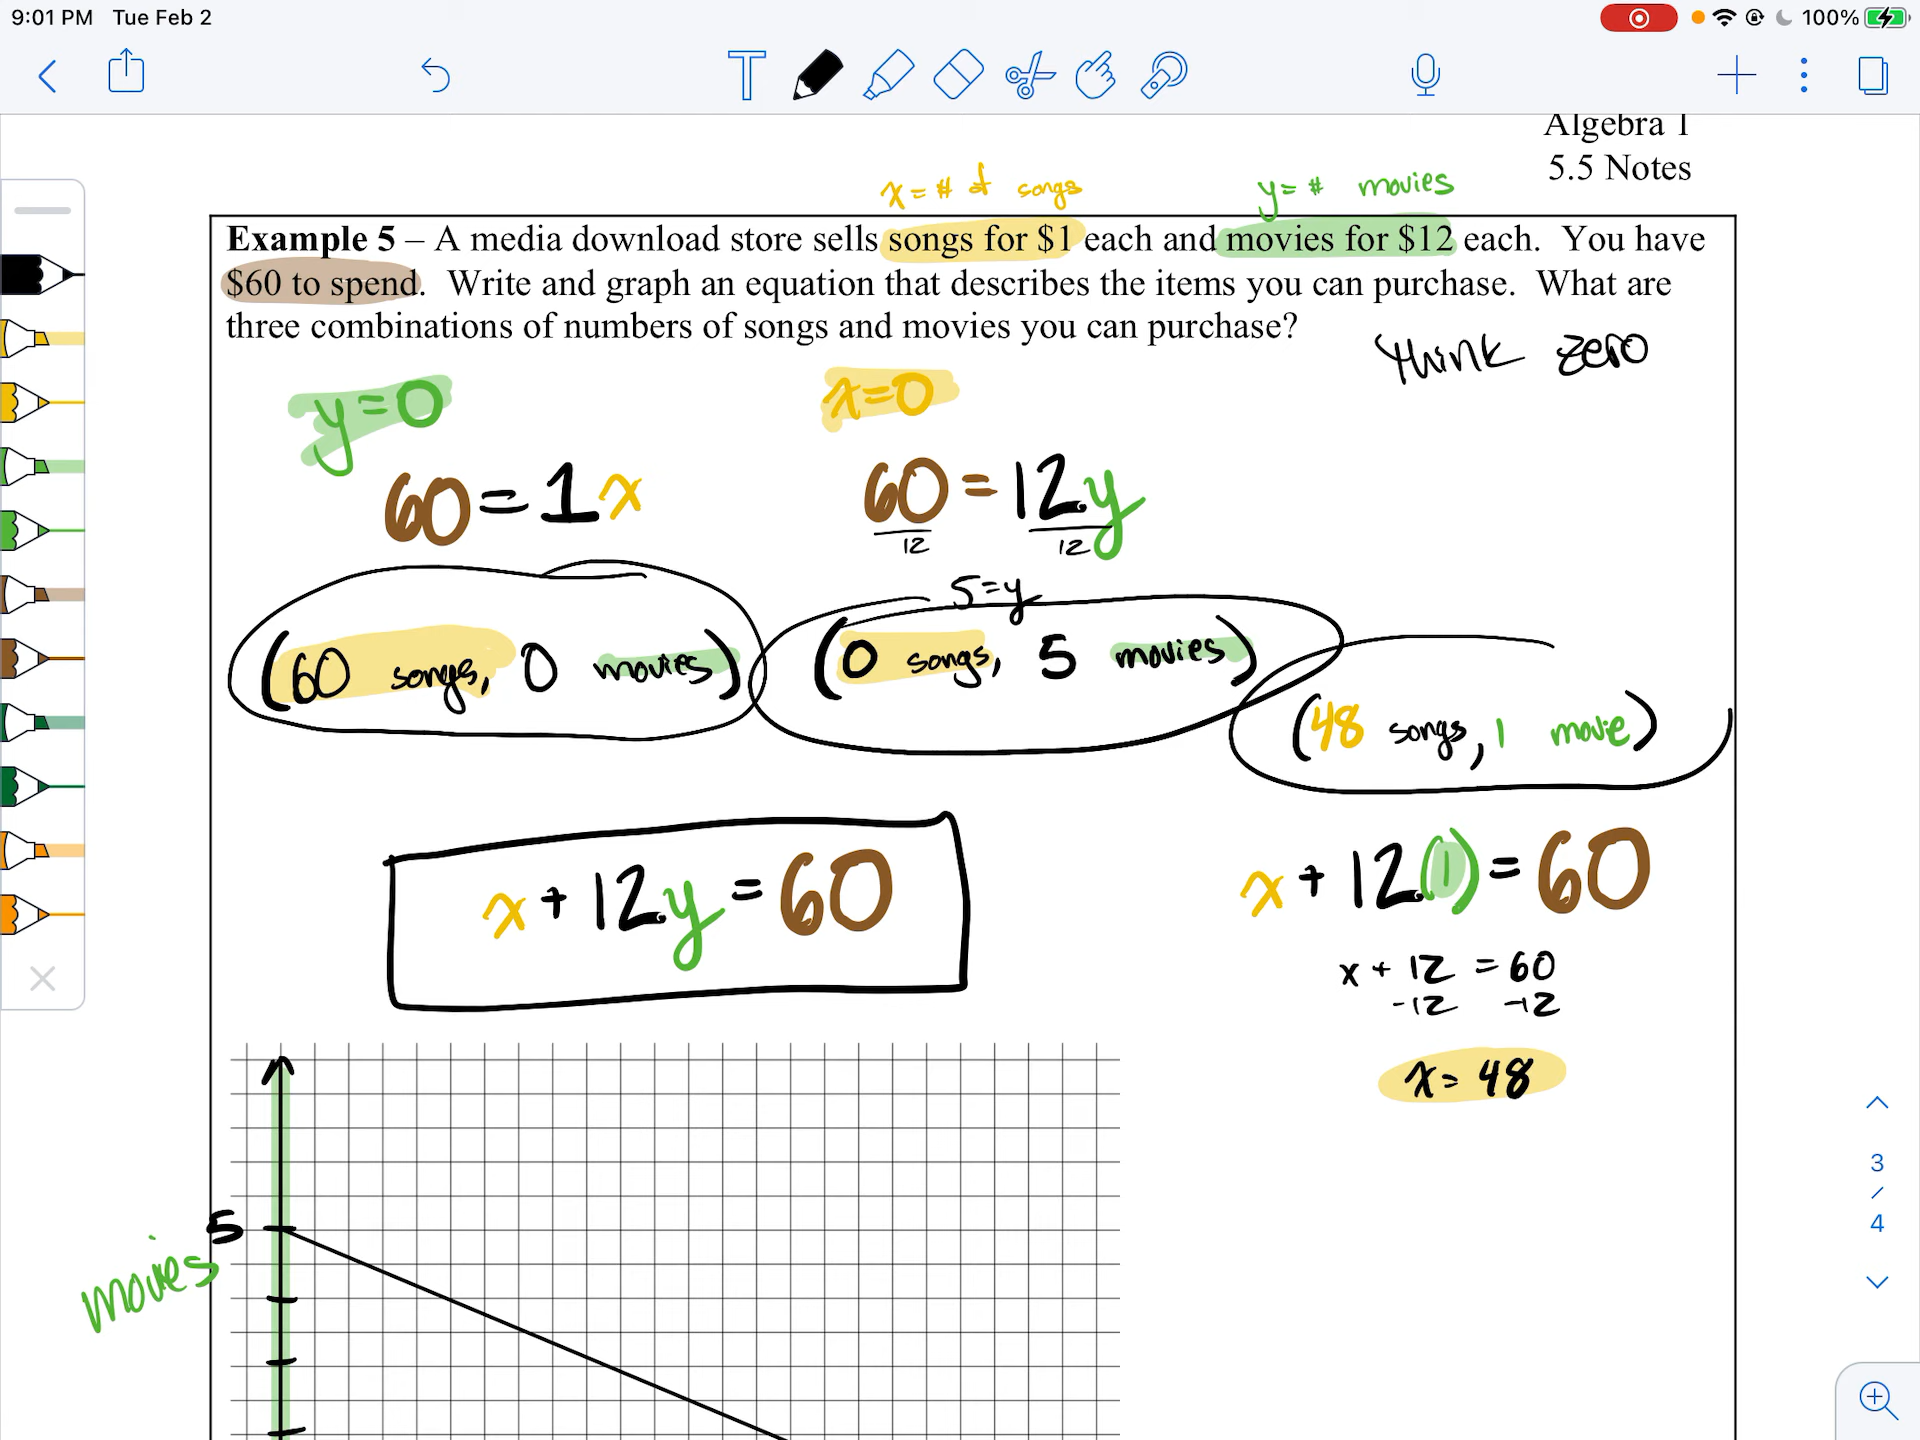 9:01 PM Tue Feb 2
100%
T
Algebra 1
5.5 Notes
x = # of songs
y = # movies
Example 5 – A media download store sells songs for $1 each and movies for $12 each. You have
$60 to spend. Write and graph an equation that describes the items you can purchase. What are
three combinations of numbers of songs and movies you can purchase?
think zero
y=0
x=0
60=1x
60=12y
12 12
5=y
(60 songs, 0 movies)
(0 songs, 5 movies)
(48 songs, 1 movie)
x+12y=60
x+12(1)=60
x+12=60
-12 -12
x=48
5
movies
3
/
4